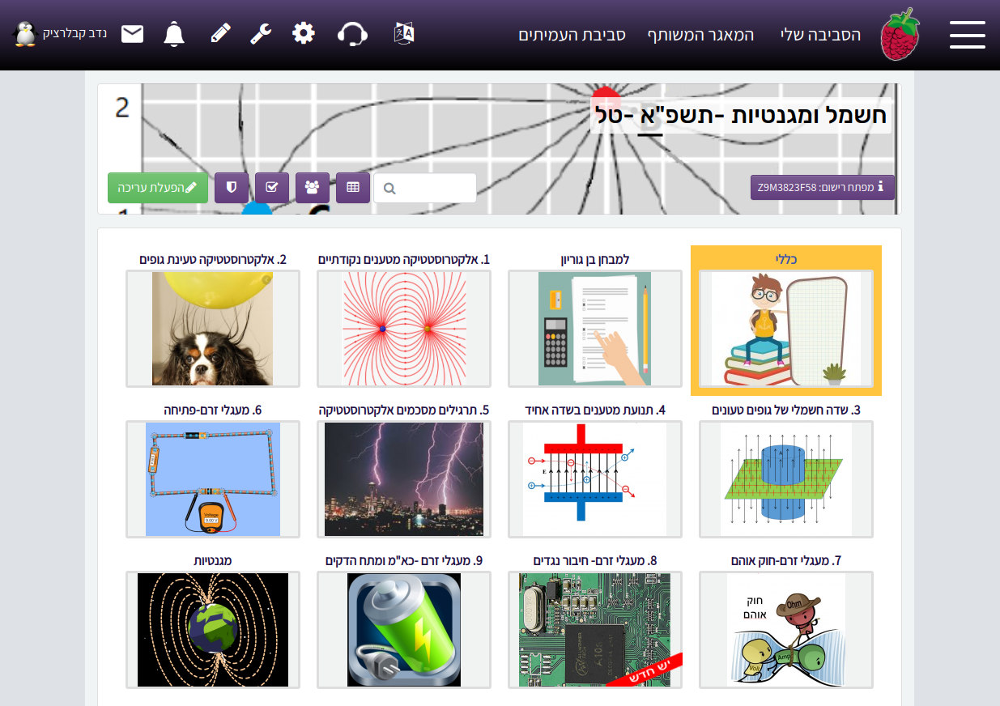 הסביבה שלי
המאגר המשותף
סביבת העמיתים
נדב קבלרציק
חשמל ומגנטיות -תשפ"א -טל
2
מפתח רישום: Z9M3823F58
הפעלת עריכה
כללי
למבחן בן גוריון
1. אלקטרוסטטיקה מטענים נקודתיים
2. אלקטרוסטטיקה טעינת גופים
3. שדה חשמלי של גופים טעונים
4. תנועת מטענים בשדה אחיד
5. תרגילים מסכמים אלקטרוסטטיקה
6. מעגלי זרם-פתיחה
E
Voltage
9.00 V
7. מעגלי זרם-חוק אוהם
8. מעגלי זרם- חיבור נגדים
9. מעגלי זרם -כא"מ ומתח הדקים
מגנטיות
חוק
אוהם
Ohm
Volt
Amp
A10s
יש חדש